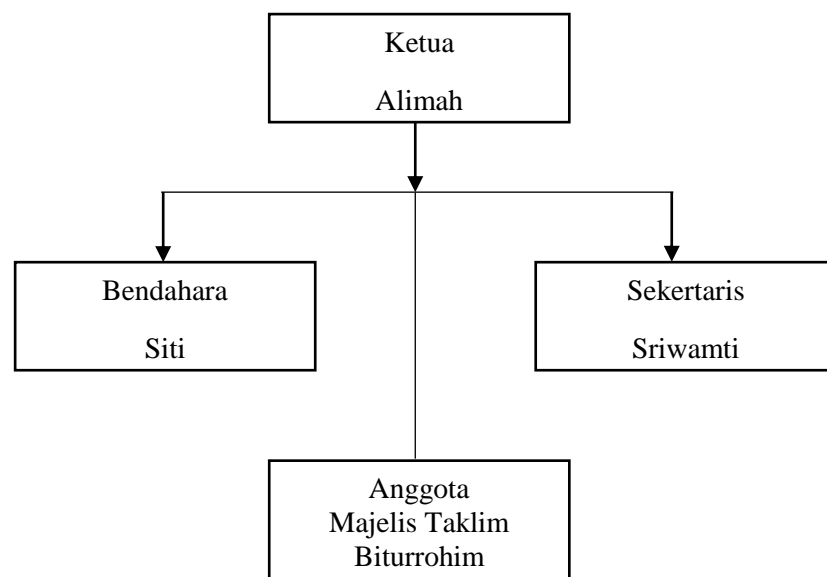 Ketua
Alimah
Bendahara
Siti
Sekertaris
Sriwamti
Anggota
Majelis Taklim
Biturrohim